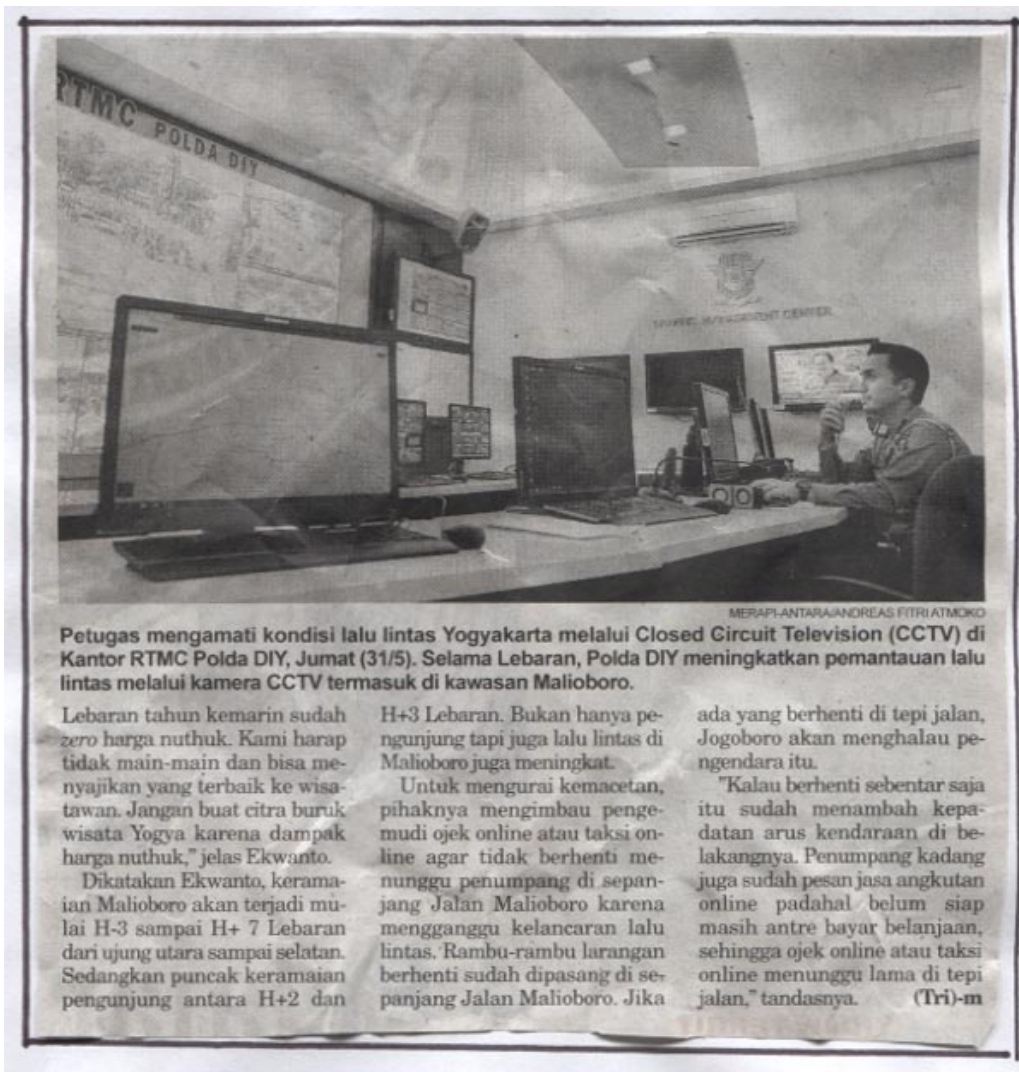 RTMC POLDA DIY
MANAGEMENT CENTER
MERAPI-ANTARA/ANDREAS FITRI ATMOKO
Petugas mengamati kondisi lalu lintas Yogyakarta melalui Closed Circuit Television (CCTV) di
Kantor RTMC Polda DIY, Jumat (31/5). Selama Lebaran, Polda DIY meningkatkan pemantauan lalu
lintas melalui kamera CCTV termasuk di kawasan Malioboro.
Lebaran tahun kemarin sudah
zero harga nuthuk. Kami harap
tidak main-main dan bisa me-
nyajikan yang terbaik ke wisa-
tawan. Jangan buat citra buruk
wisata Yogya karena dampak
harga nuthuk," jelas Ekwanto.
Dikatakan Ekwanto, kerama-
ian Malioboro akan terjadi mu-
lai H-3 sampai H+ 7 Lebaran
dari ujung utara sampai selatan.
Sedangkan puncak keramaian
pengunjung antara H+2 dan
H+3 Lebaran. Bukan hanya pe-
ngunjung tapi juga lalu lintas di
Malioboro juga meningkat.
Untuk mengurai kemacetan,
pihaknya mengimbau penge-
mudi ojek online atau taksi on-
line agar tidak berhenti me-
nunggu penumpang di sepan-
jang Jalan Malioboro karena
mengganggu kelancaran lalu
lintas. Rambu-rambu larangan
berhenti sudah dipasang di se-
panjang Jalan Malioboro. Jika
ada yang berhenti di tepi jalan,
Jogoboro akan menghalau pe-
ngendara itu.
"Kalau berhenti sebentar saja
itu sudah menambah kepa-
datan arus kendaraan di be-
lakangnya. Penumpang kadang
juga sudah pesan jasa angkutan
online padahal belum siap
masih antre bayar belanjaan,
sehingga ojek online atau taksi
online menunggu lama di tepi
jalan," tandasnya. (Tri)-m